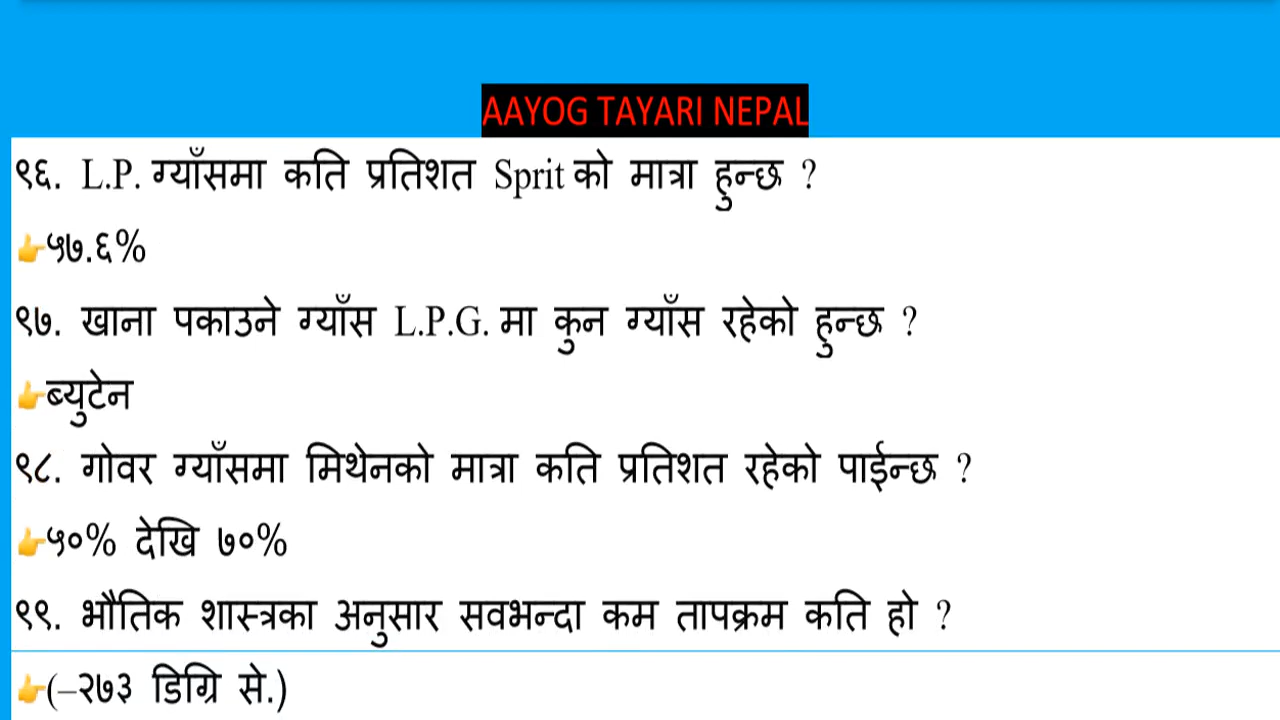 AAYOG TAYARI NEPAL
९६. L.P. ग्याँसमा कति प्रतिशत Sprit को मात्रा हुन्छ ?
👉५७.६%
९७. खाना पकाउने ग्याँस L.P.G. मा कुन ग्याँस रहेको हुन्छ ?
👉ब्युटेन
९८. गोवर ग्याँसमा मिथेनको मात्रा कति प्रतिशत रहेको पाईन्छ ?
👉५०% देखि ७०%
९९. भौतिक शास्त्रका अनुसार सवभन्दा कम तापक्रम कति हो ?
👉(–२७३ डिग्रि से.)